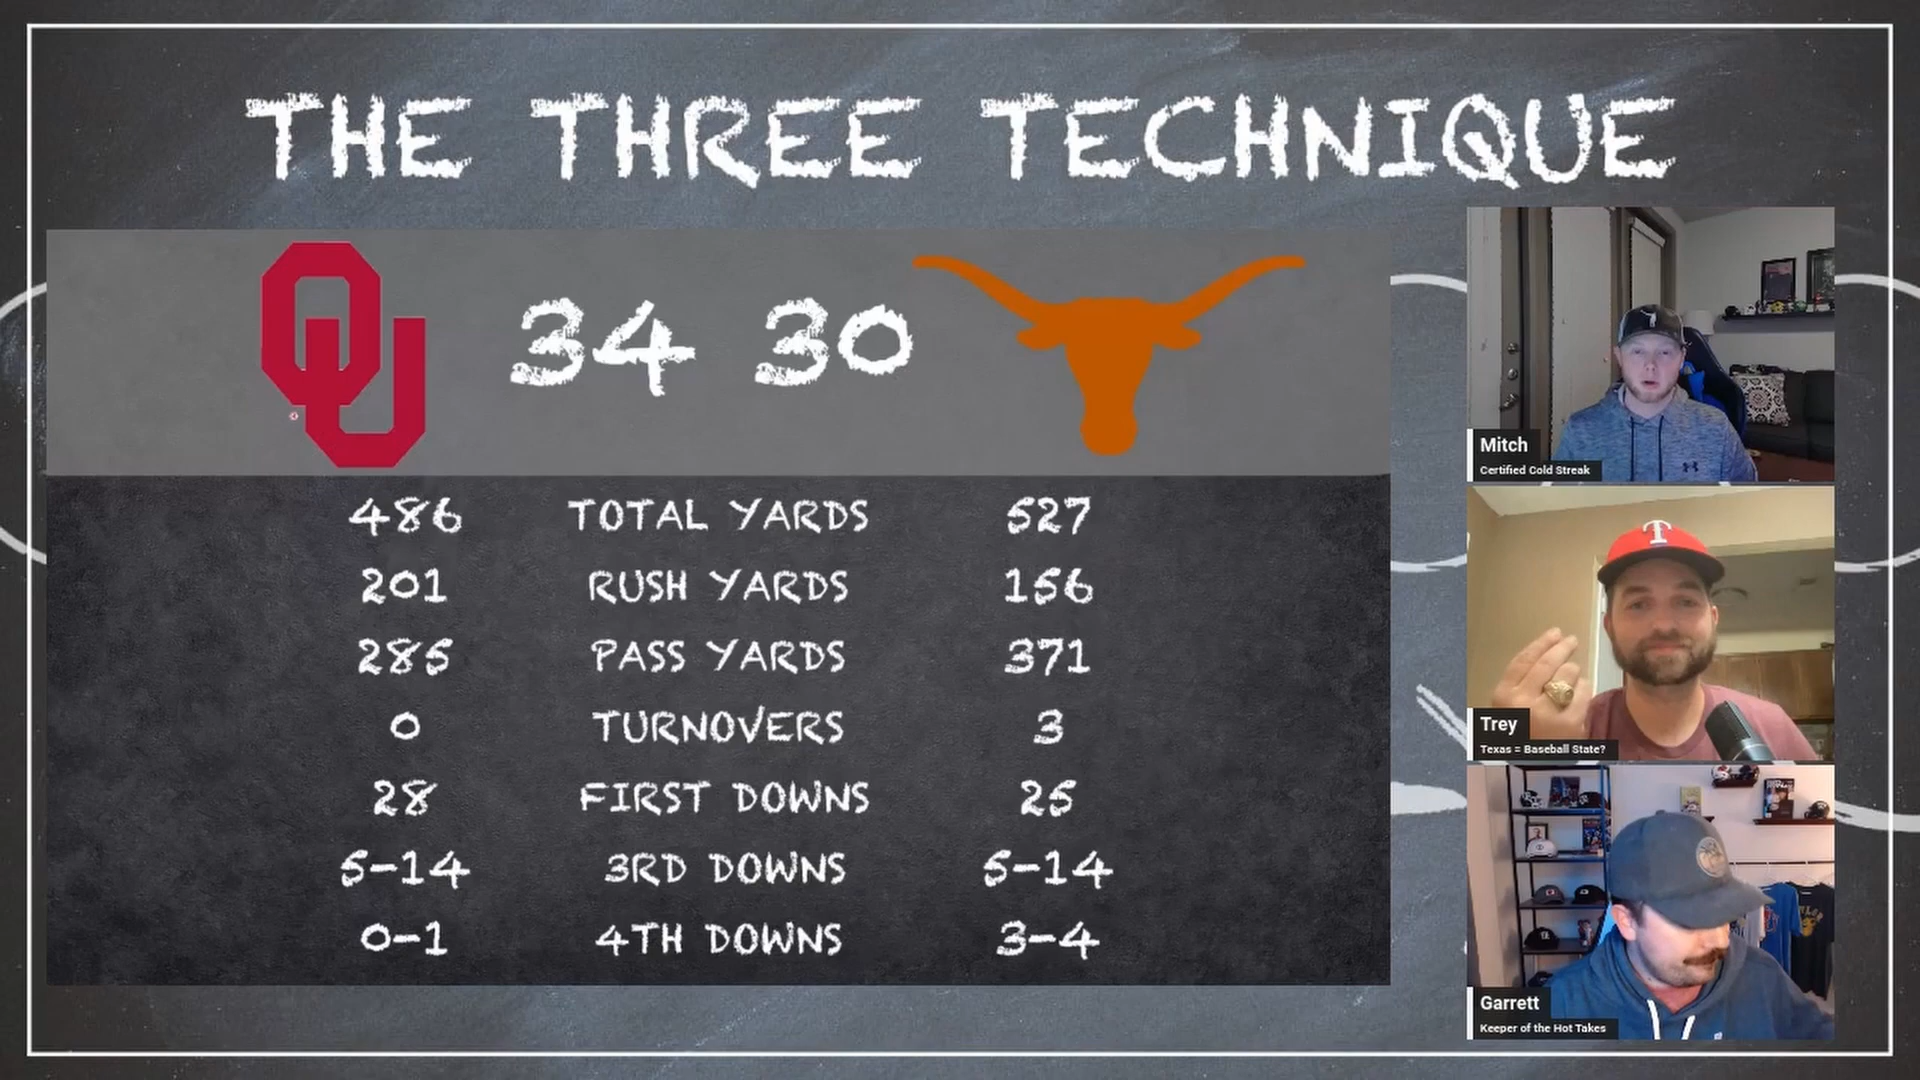 THE THREE TECHNIQUE
OU 34 30
486 TOTAL YARDS 527
201 RUSH YARDS 156
285 PASS YARDS 371
0 TURNOVERS 3
28 FIRST DOWNS 25
5-14 3RD DOWNS 5-14
0-1 4TH DOWNS 3-4
Mitch
Certified Cold Streak
T
Trey
Texas = Baseball State?
Garrett
Keeper of the Hot Takes